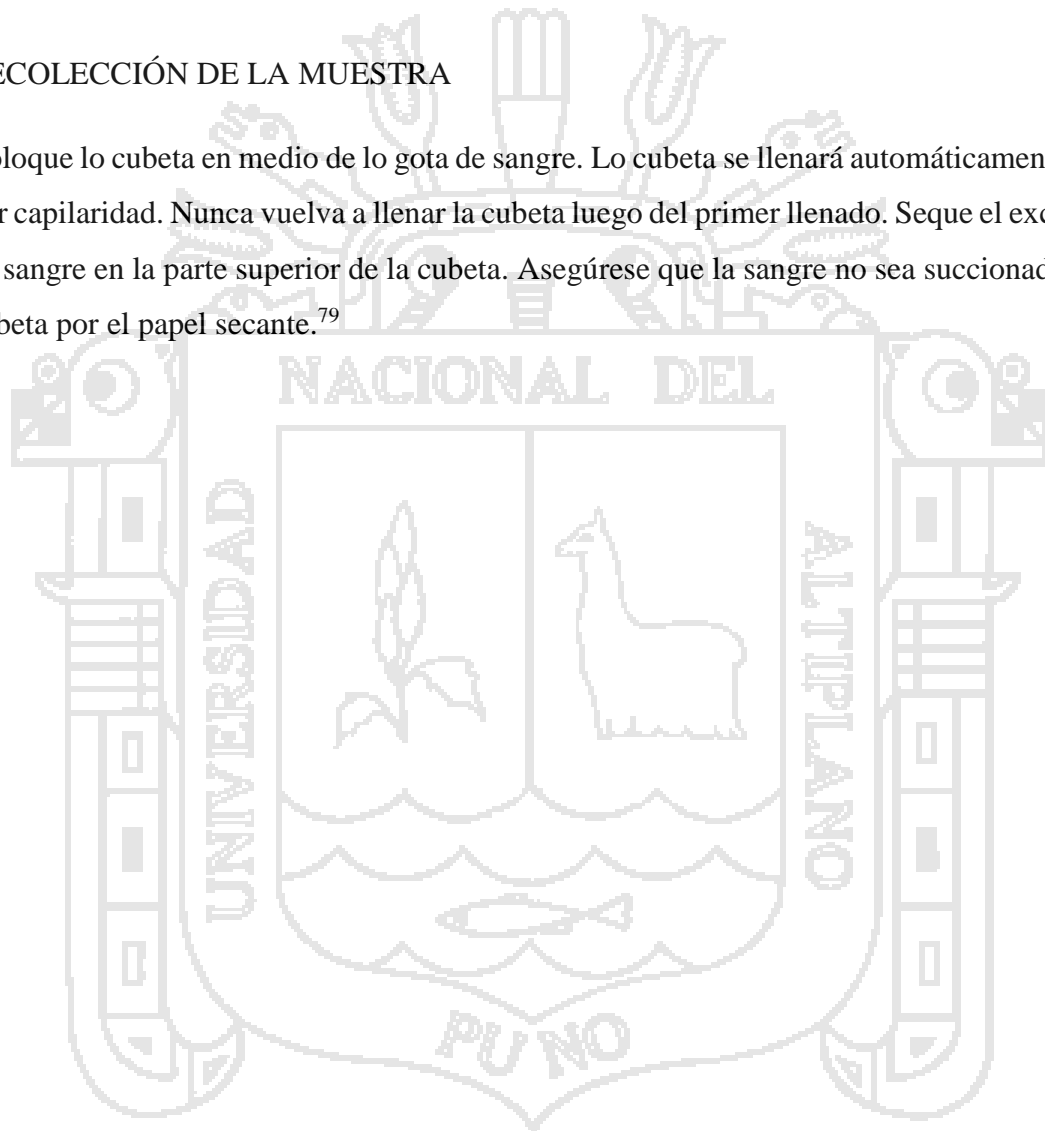 ECOLECCIÓN DE LA MUESTRA
oloque lo cubeta en medio de lo gota de sangre. Lo cubeta se llenará automáticamen
r capilaridad. Nunca vuelva a llenar la cubeta luego del primer llenado. Seque el exc
sangre en la parte superior de la cubeta. Asegúrese que la sangre no sea succionad
beta por el papel secante.79
NACIONAL DEL
UNIVERSIDAD
ALTIPLANO
PUNO